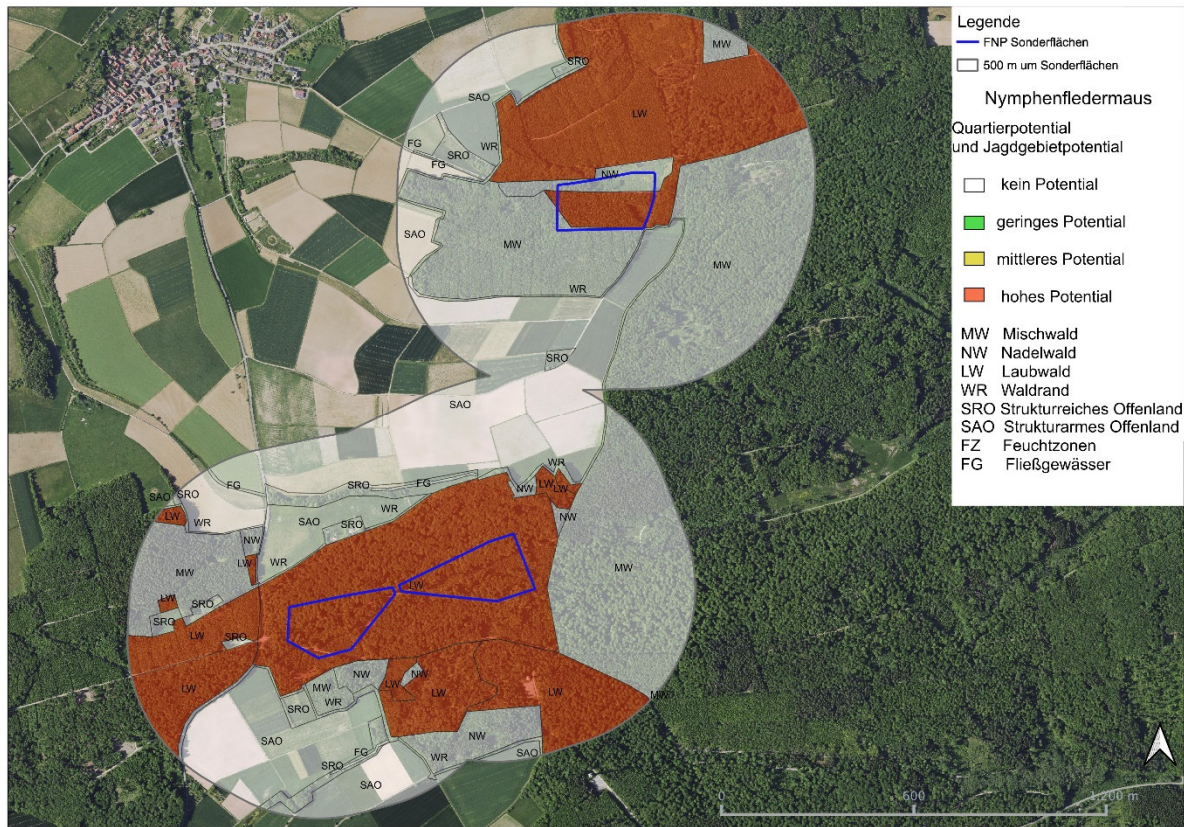 Legende
FNP Sonderflächen
500 m um Sonderflächen
Nymphenfledermaus
Quartierpotential
und Jagdgebietpotential
kein Potential
geringes Potential
mittleres Potential
hohes Potential
MW Mischwald
NW Nadelwald
LW Laubwald
WR Waldrand
SRO Strukturreiches Offenland
SAO Strukturarmes Offenland
FZ Feuchtzonen
FG Fließgewässer
MW
SRO
SAO
LW
FG
SRO
WR
FG
NW
SAO
MW
MW
WR
SRO
SAO
WR
FG
SRO
FG
NW
LW
LW
SAO
SRO
WR
SAO
SRO
NW
LW
WR
NW
MW
LW
WR
MW
LW
LW
SRO
SRO
LW
SRO
LW
MW
NW
NW
LW
LW
LW
MW
SRO
WR
SAO
FG
NW
WR
SAO
SRO
SAO
0 600 1.200 m